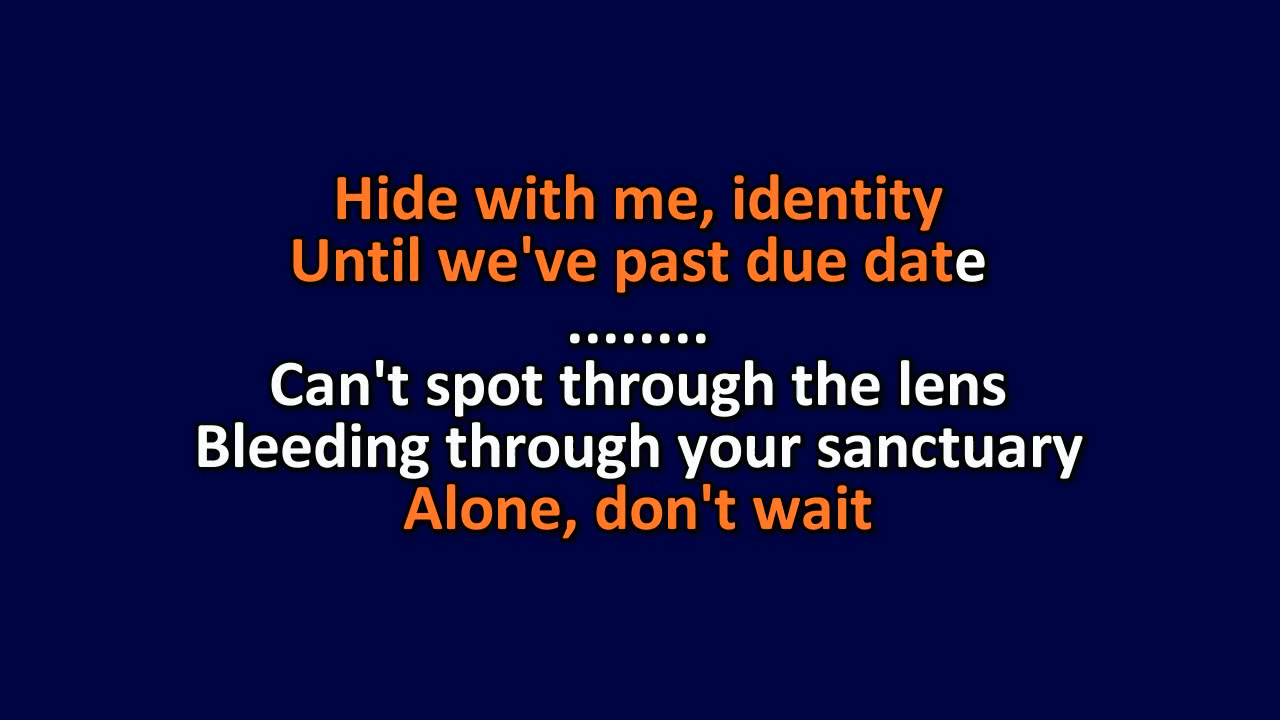 Hide with me, identity
Until we've past due date
........
Can't spot through the lens
Bleeding through your sanctuary
Alone, don't wait